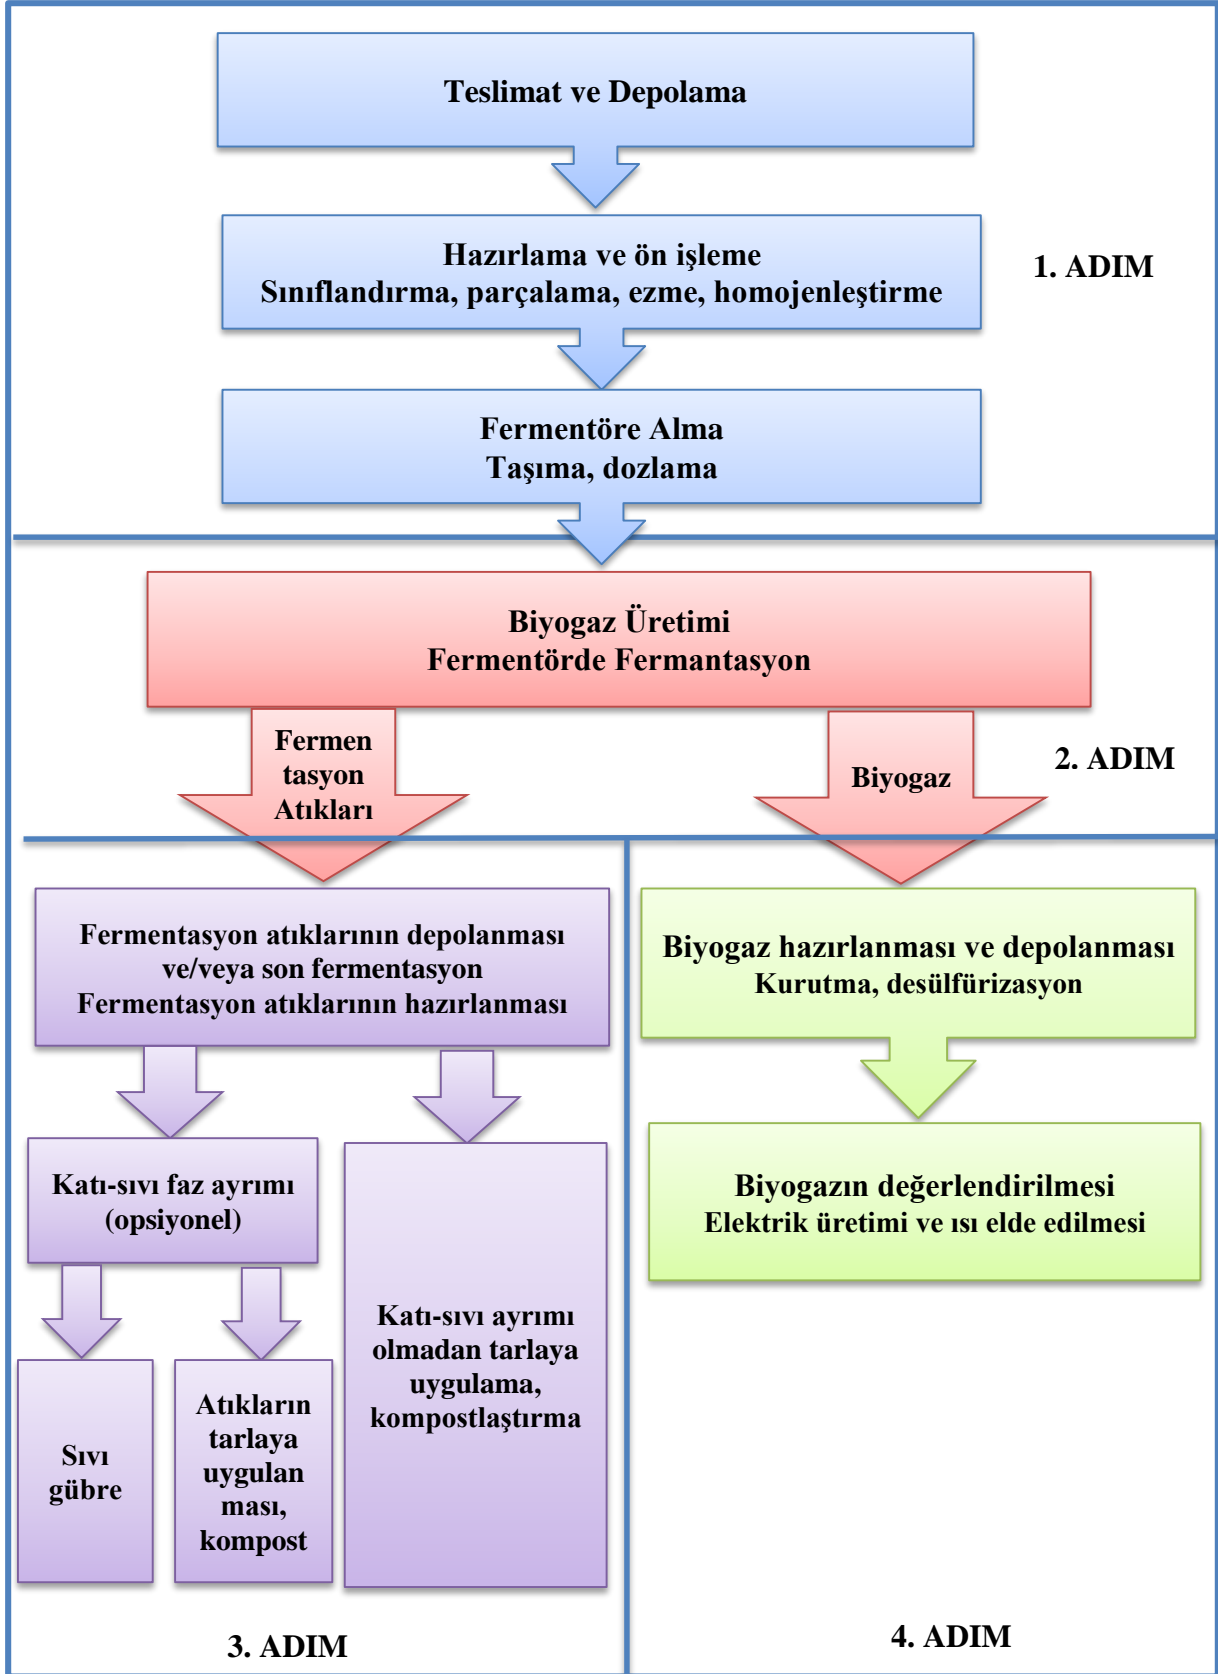 Teslimat ve Depolama
Hazırlama ve ön işleme
Sınıflandırma, parçalama, ezme, homojenleştirme
1. ADIM
Fermentöre Alma
Taşıma, dozlama
Biyogaz Üretimi
Fermentörde Fermantasyon
Fermen
tasyon
Atıkları
Biyogaz
2. ADIM
Fermentasyon atıklarının depolanması
ve/veya son fermentasyon
Fermentasyon atıklarının hazırlanması
Katı-sıvı faz ayrımı
(opsiyonel)
Sıvı
gübre
Atıkların
tarlaya
uygulan
ması,
kompost
Katı-sıvı ayrımı
olmadan tarlaya
uygulama,
kompostlaştırma
3. ADIM
Biyogaz hazırlanması ve depolanması
Kurutma, desülfürizasyon
Biyogazın değerlendirilmesi
Elektrik üretimi ve ısı elde edilmesi
4. ADIM